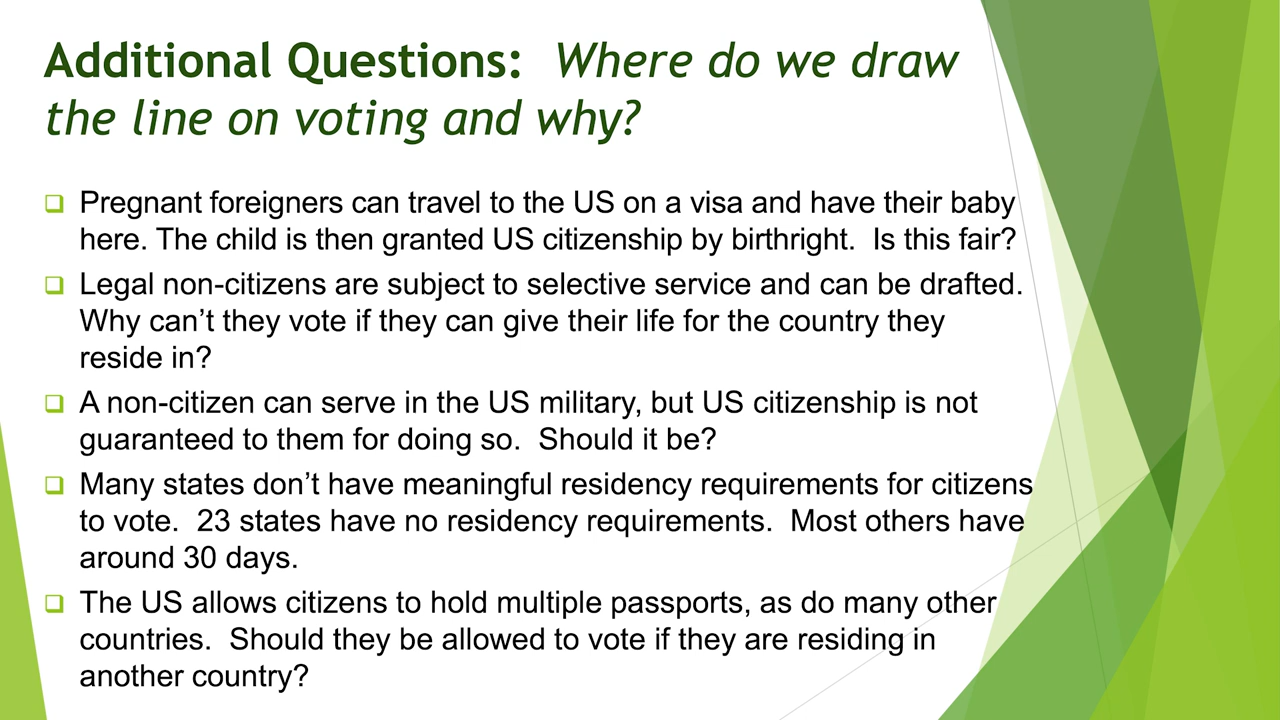 Additional Questions:  Where do we draw
the line on voting and why?
Pregnant foreigners can travel to the US on a visa and have their baby
here. The child is then granted US citizenship by birthright.  Is this fair?
Legal non-citizens are subject to selective service and can be drafted.
Why can’t they vote if they can give their life for the country they
reside in?
A non-citizen can serve in the US military, but US citizenship is not
guaranteed to them for doing so.  Should it be?
Many states don’t have meaningful residency requirements for citizens
to vote.  23 states have no residency requirements.  Most others have
around 30 days.
The US allows citizens to hold multiple passports, as do many other
countries.  Should they be allowed to vote if they are residing in
another country?